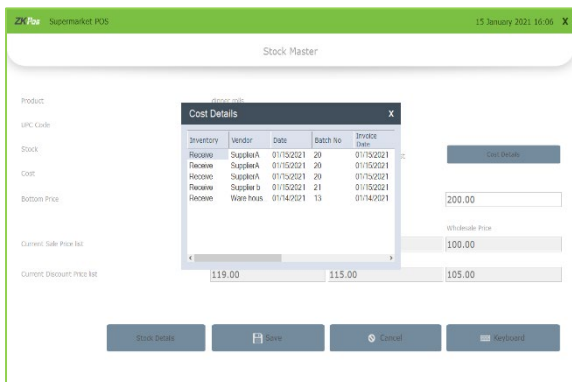 ZKPos Supermarket POS 15 January 2021 16:06 X
Stock Master
Product dinner rolls
UPC Code
Stock
Cost Details
Cost
Bottom Price 200.00
Wholesale Price
Current Sale Price list 100.00
Current Discount Price list 119.00 115.00 105.00
Cost Details X
Inventory Vendor Date Batch No Invoice Date
Receive SupplierA 01/15/2021 20 01/15/2021
Receive SupplierA 01/15/2021 20 01/15/2021
Receive SupplierA 01/15/2021 20 01/15/2021
Receive Supplier b 01/15/2021 21 01/15/2021
Receive Ware hous 01/14/2021 13 01/14/2021
Stock Details Save Cancel Keyboard